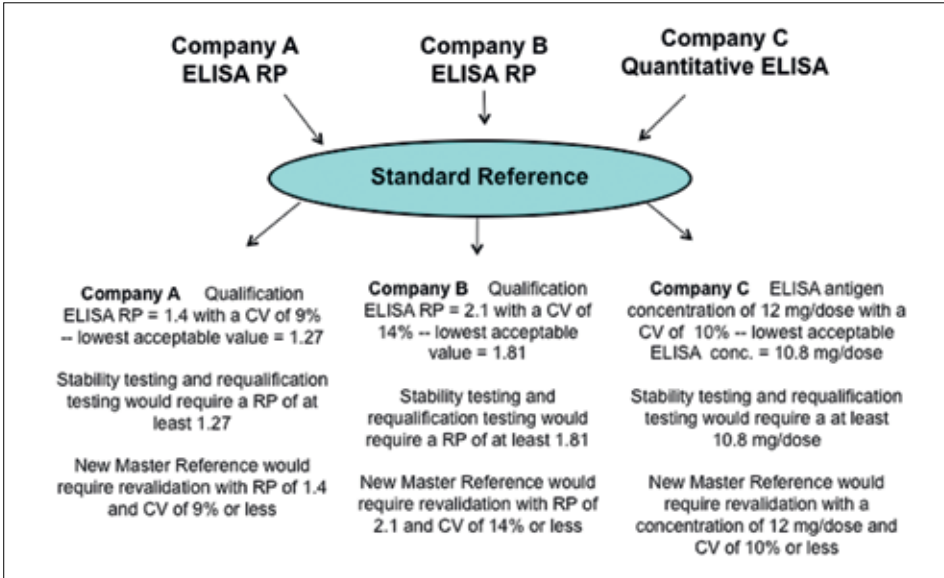 Company A
ELISA RP
Company B
ELISA RP
Company C
Quantitative ELISA
Standard Reference
Company A Qualification
ELISA RP = 1.4 with a CV of 9%
-- lowest acceptable value = 1.27
Stability testing and requalification
testing would require a RP of at
least 1.27
New Master Reference would
require revalidation with RP of 1.4
and CV of 9% or less
Company B Qualification
ELISA RP = 2.1 with a CV of
14% -- lowest acceptable
value = 1.81
Stability testing and
requalification testing would
require a RP of at least 1.81
New Master Reference would
require revalidation with RP of
2.1 and CV of 14% or less
Company C ELISA antigen
concentration of 12 mg/dose with a
CV of 10% -- lowest acceptable
ELISA conc. = 10.8 mg/dose
Stability testing and requalification
testing would require a at least
10.8 mg/dose
New Master Reference would
require revalidation with a
concentration of 12 mg/dose and
CV of 10% or less